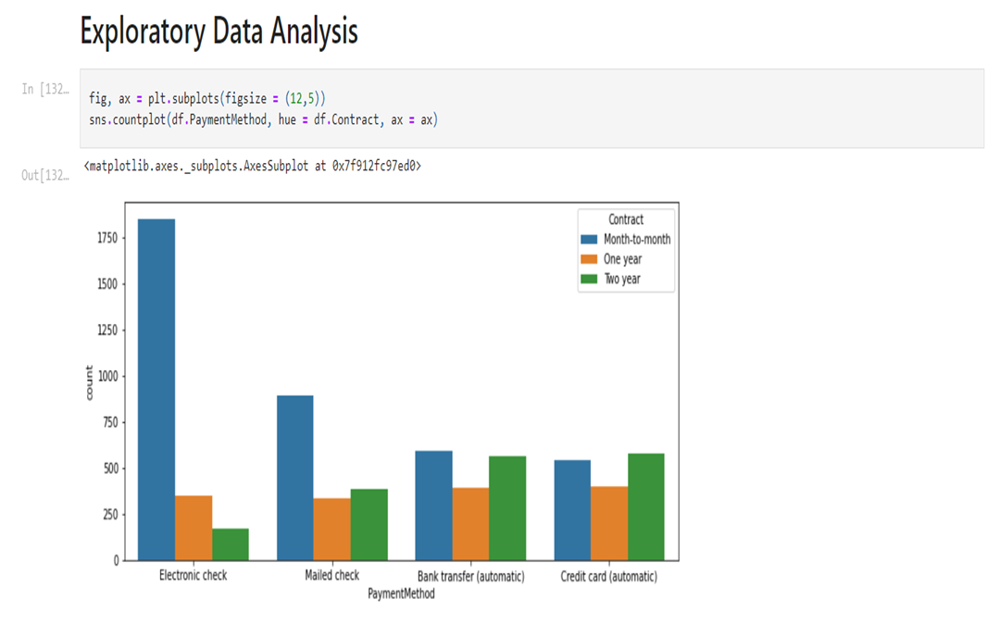 Exploratory Data Analysis
In [132…
fig, ax = plt.subplots(figsize = (12,5))
sns.countplot(df.PaymentMethod, hue = df.Contract, ax = ax)
Out[132…
<matplotlib.axes._subplots.AxesSubplot at 0x7f912fc97ed0>
Contract
Month-to-month
One year
Two year
1750
1500
1250
1000
750
500
250
0
count
Electronic check
Mailed check
Bank transfer (automatic)
Credit card (automatic)
PaymentMethod